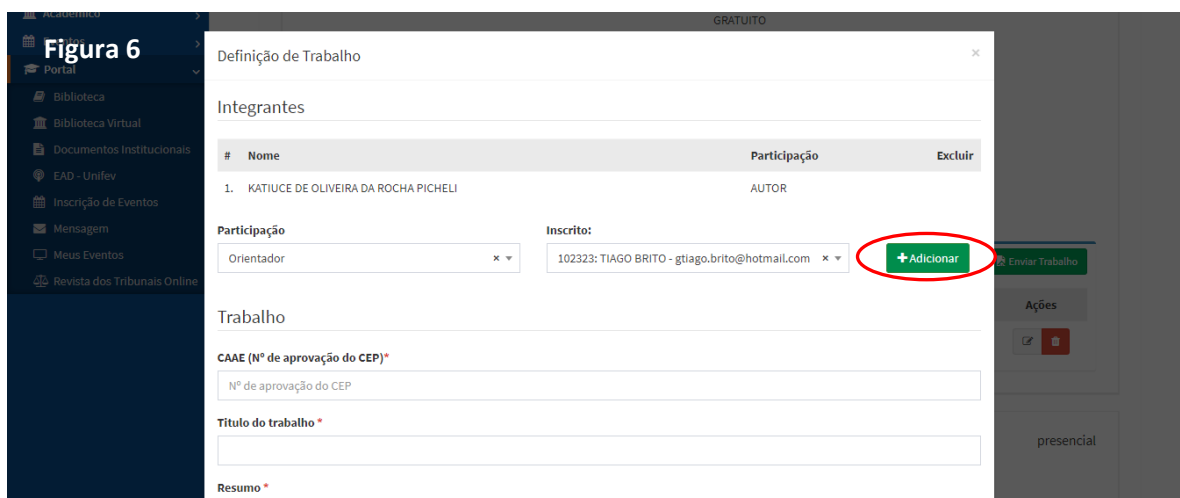 Acadêmico
GRATUITO
Eventos
Figura 6
Portal
Biblioteca
Biblioteca Virtual
Documentos Institucionais
EAD - Unifev
Inscrição de Eventos
Mensagem
Meus Eventos
Revista dos Tribunais Online
Definição de Trabalho ×
Integrantes
# Nome Participação Excluir
1. KATIUCE DE OLIVEIRA DA ROCHA PICHELI AUTOR
Participação Inscrito:
Orientador × 102323: TIAGO BRITO - gtiago.brito@hotmail.com × +Adicionar
Enviar Trabalho
Ações
Trabalho
CAAE (Nº de aprovação do CEP)*
Nº de aprovação do CEP
Titulo do trabalho *
presencial
Resumo *